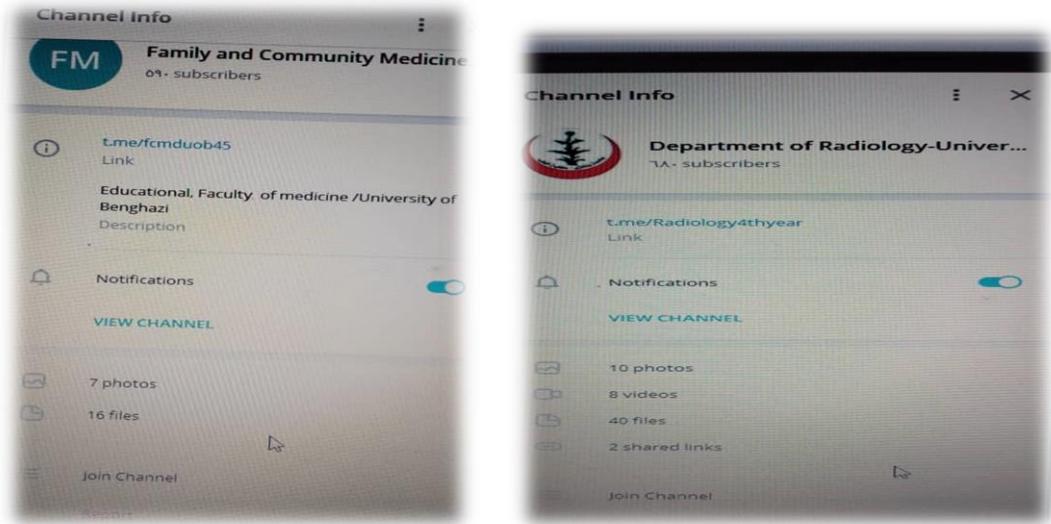 Channel Info
FM
Family and Community Medicine
٥٩٠ subscribers
t.me/fcmduob45
Link
Educational, Faculty of medicine /University of
Benghazi
Description
Notifications
VIEW CHANNEL
7 photos
16 files
Join Channel
Report
Channel Info
Department of Radiology-Univer...
٦٨٠ subscribers
t.me/Radiology4thyear
Link
Notifications
VIEW CHANNEL
10 photos
8 videos
40 files
2 shared links
Join Channel